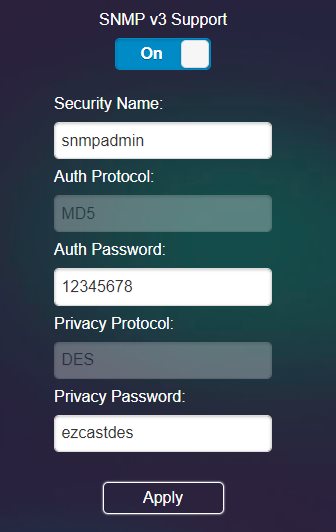 SNMP v3 Support
On
Security Name:
snmpadmin
Auth Protocol:
MD5
Auth Password:
12345678
Privacy Protocol:
DES
Privacy Password:
ezcastdes
Apply